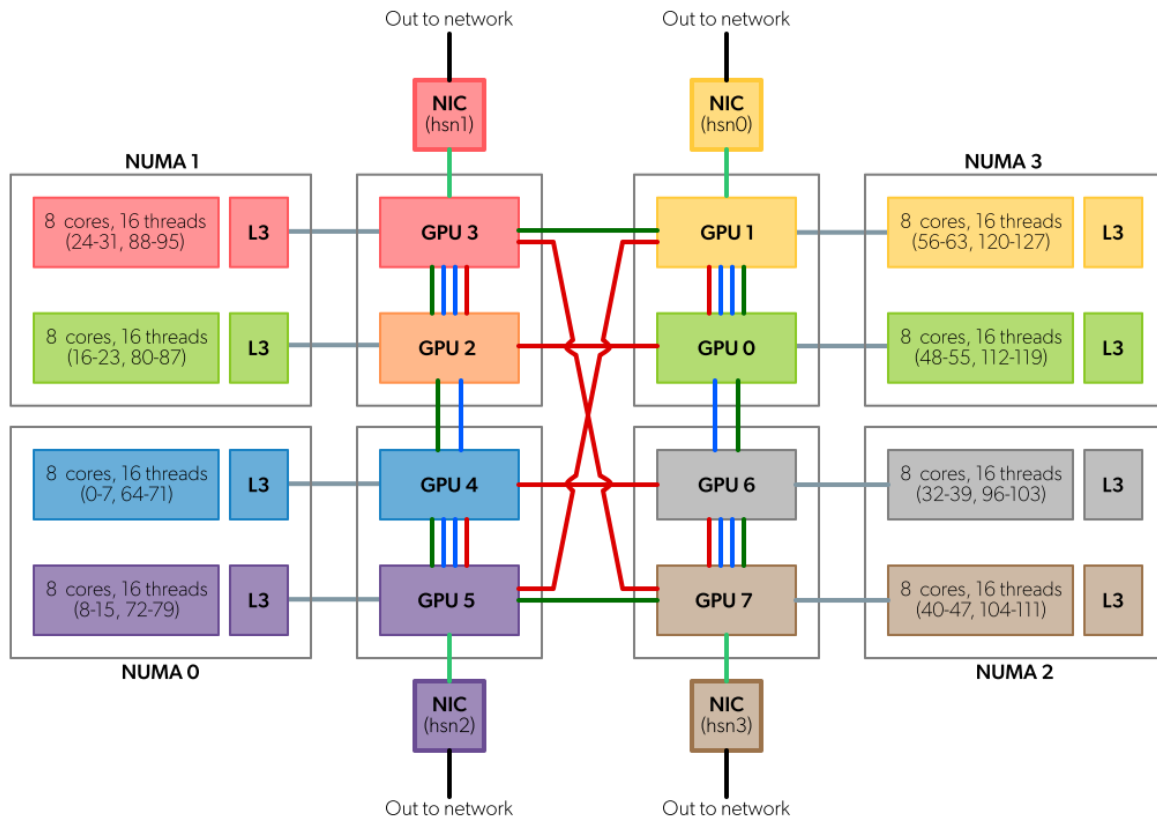 Out to network
Out to network
NIC
(hsn1)
NIC
(hsn0)
NUMA 1
NUMA 3
8 cores, 16 threads
(24-31, 88-95)
L3
GPU 3
GPU 1
8 cores, 16 threads
(56-63, 120-127)
L3
8 cores, 16 threads
(16-23, 80-87)
L3
GPU 2
GPU 0
8 cores, 16 threads
(48-55, 112-119)
L3
8 cores, 16 threads
(0-7, 64-71)
L3
GPU 4
GPU 6
8 cores, 16 threads
(32-39, 96-103)
L3
8 cores, 16 threads
(8-15, 72-79)
L3
GPU 5
GPU 7
8 cores, 16 threads
(40-47, 104-111)
L3
NUMA 0
NUMA 2
NIC
(hsn2)
NIC
(hsn3)
Out to network
Out to network